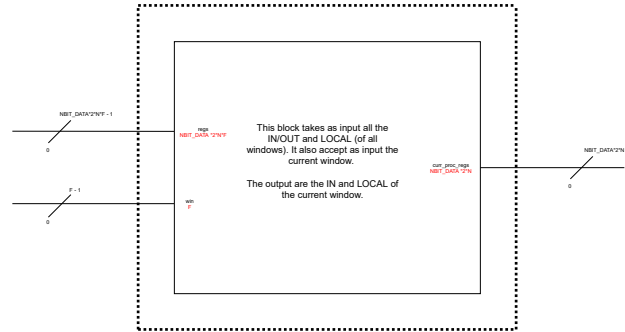 NBIT_DATA*2*N*F - 1
0
regs
NBIT_DATA *2*N*F
This block takes as input all the
IN/OUT and LOCAL (of all
windows). It also accept as input the
current window.
The output are the IN and LOCAL of
the current window.
curr_proc_regs
NBIT_DATA *2*N
NBIT_DATA*2*N
0
F - 1
0
win
F